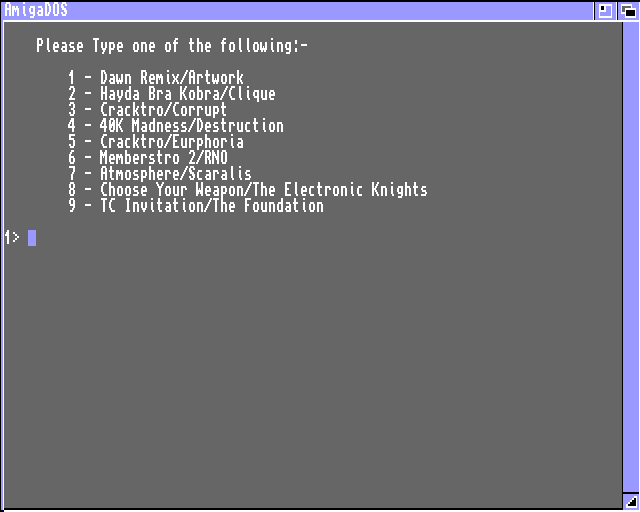 AmigaDOS
Please Type one of the following:-
1 - Dawn Remix/Artwork
2 - Hayda Bra Kobra/Clique
3 - Cracktro/Corrupt
4 - 40K Madness/Destruction
5 - Cracktro/Eurphoria
6 - Memberstro 2/RNO
7 - Atmosphere/Scaralis
8 - Choose Your Weapon/The Electronic Knights
9 - TC Invitation/The Foundation
1>